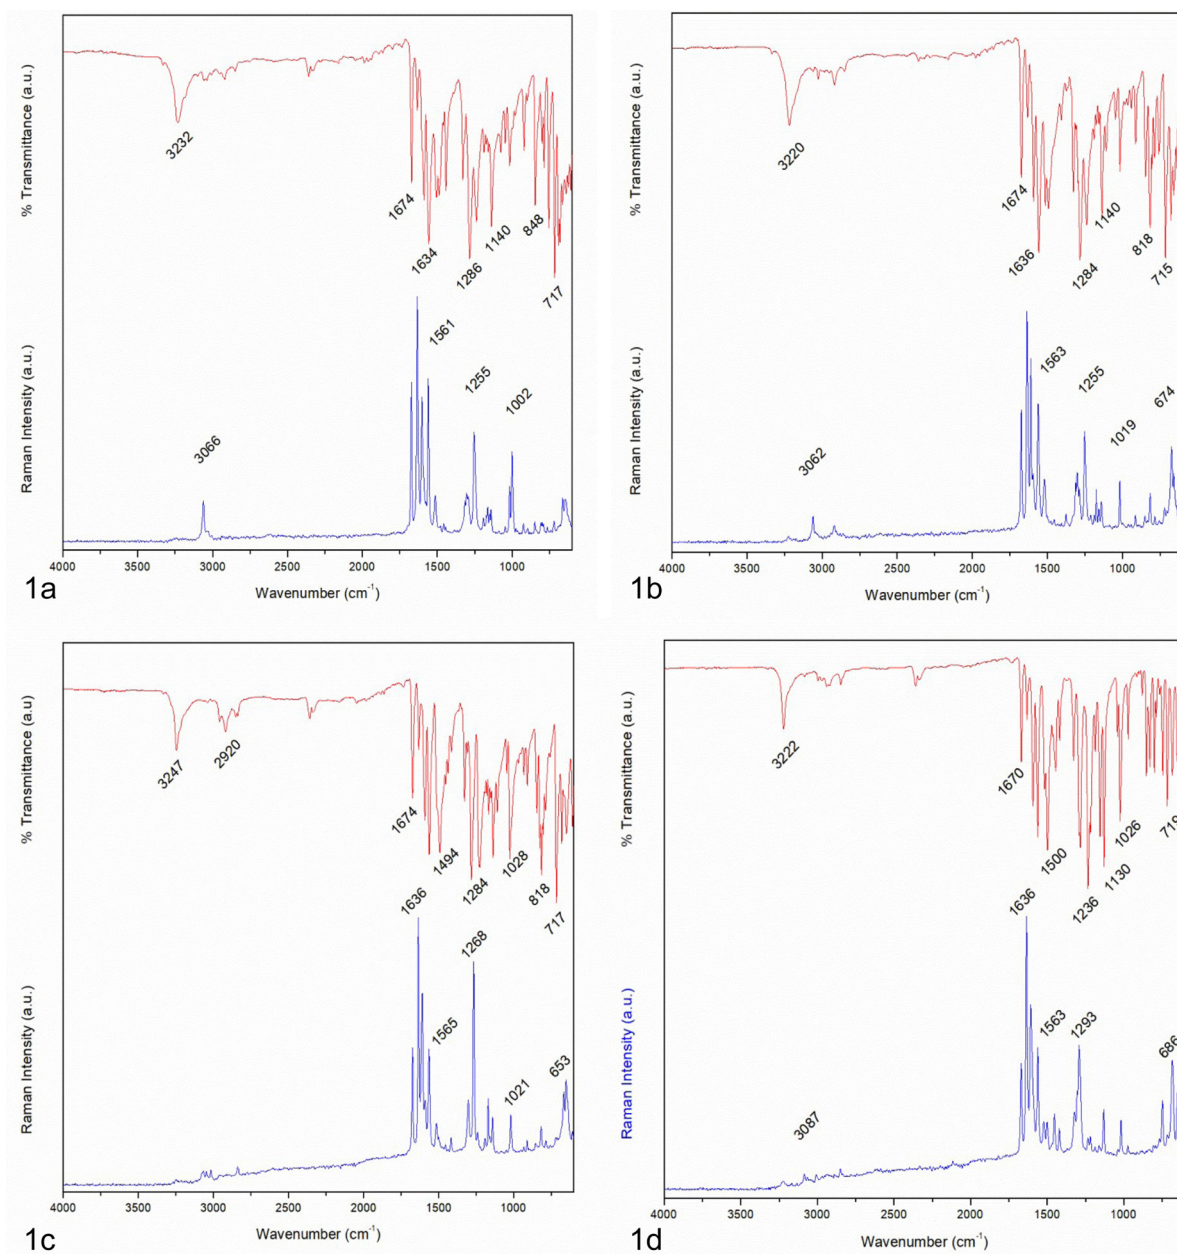 % Transmittance (a.u.)
3232
1674
1634
1286
1140
848
717
Raman Intensity (a.u.)
3066
1561
1255
1002
4000 3500 3000 2500 2000 1500 1000
Wavenumber (cm⁻¹)
1a
% Transmittance (a.u.)
3220
1674
1636
1284
1140
818
715
Raman Intensity (a.u.)
3062
1563
1255
1019
674
4000 3500 3000 2500 2000 1500 1000
Wavenumber (cm⁻¹)
1b
% Transmittance (a.u)
3247
2920
1674
1494
1284
1028
818
717
Raman Intensity (a.u.)
1636
1565
1268
1021
653
4000 3500 3000 2500 2000 1500 1000
Wavenumber (cm⁻¹)
1c
% Transmittance (a.u.)
3222
1670
1500
1236
1130
1026
718
Raman Intensity (a.u.)
3087
1636
1563
1293
686
4000 3500 3000 2500 2000 1500 1000
Wavenumber (cm⁻¹)
1d